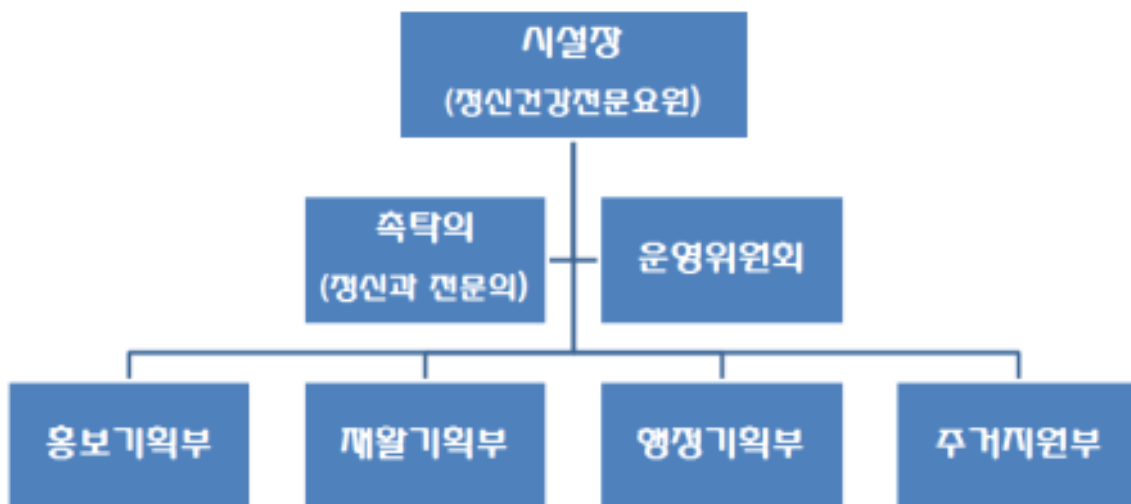 시설장
(정신건강전문요원)
촉탁의
(정신과 전문의)
운영위원회
홍보기획부
재활기획부
행정기획부
주거지원부